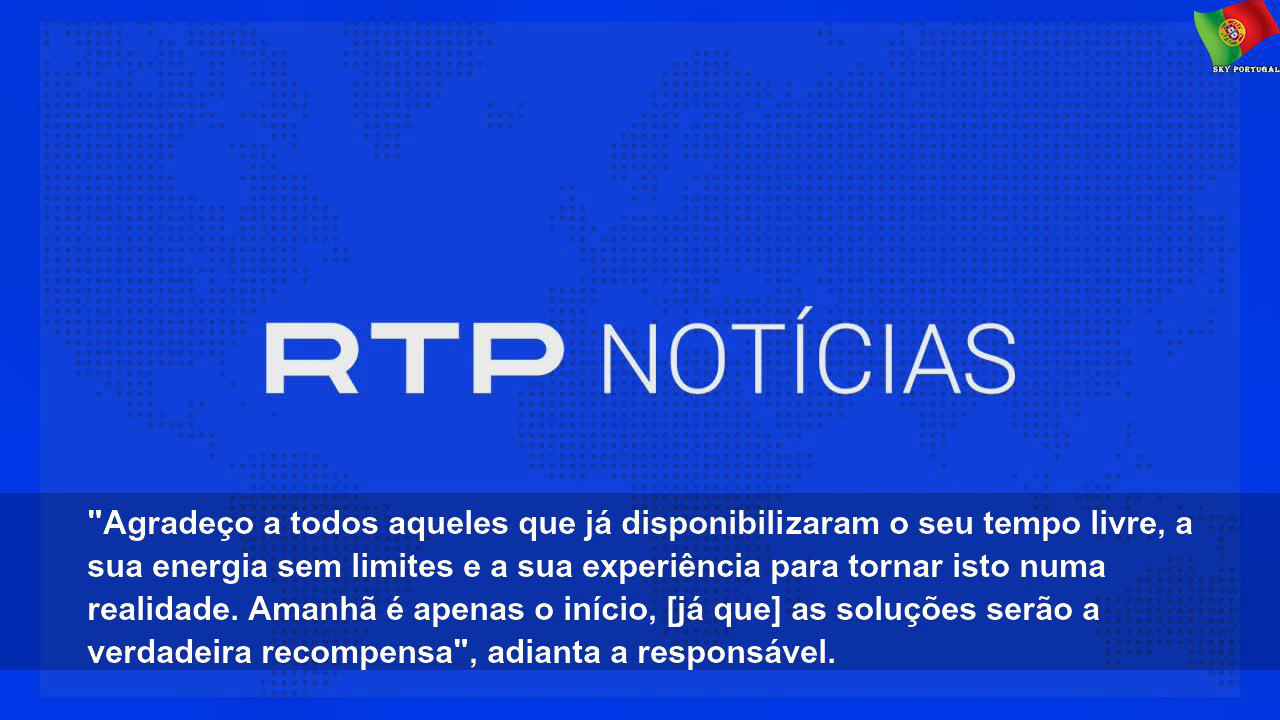 SKY PORTUGAL
RTP NOTÍCIAS
"Agradeço a todos aqueles que já disponibilizaram o seu tempo livre, a
sua energia sem limites e a sua experiência para tornar isto numa
realidade. Amanhã é apenas o início, [já que] as soluções serão a
verdadeira recompensa", adianta a responsável.